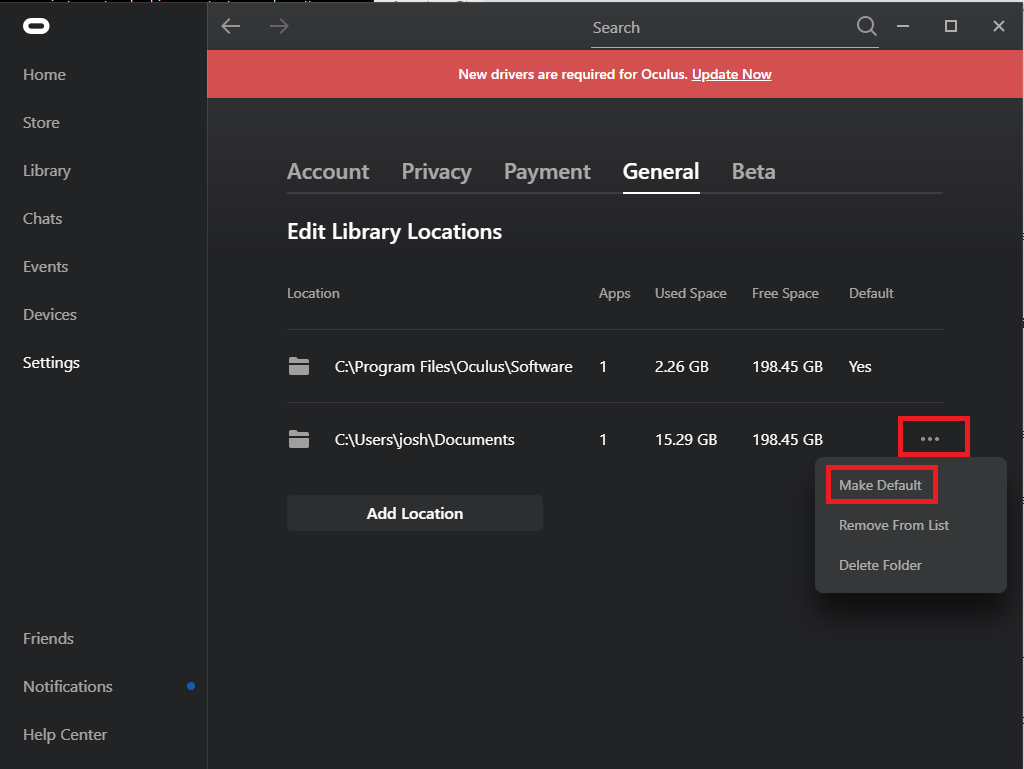 Search
New drivers are required for Oculus. Update Now
Home
Store
Library
Chats
Events
Devices
Settings
Friends
Notifications
Help Center
Account Privacy Payment General Beta
Edit Library Locations
Location Apps Used Space Free Space Default
C:\Program Files\Oculus\Software 1 2.26 GB 198.45 GB Yes
C:\Users\josh\Documents 1 15.29 GB 198.45 GB
Make Default
Remove From List
Delete Folder
Add Location